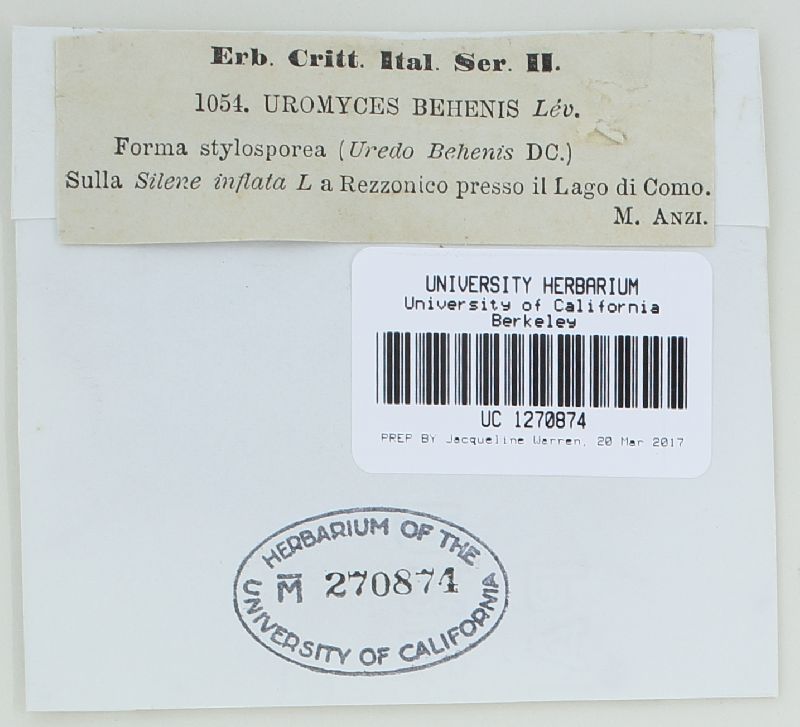 Erb. Critt. Ital. Ser. II.
1054. UROMYCES BEHENIS Lév.
Forma stylosporea (Uredo Behenis DC.)
Sulla Silene inflata L a Rezzonico presso il Lago di Como.
M. ANZI.
UNIVERSITY HERBARIUM
University of California
Berkeley
UC 1270874
PREP BY Jacqueline Warren, 20 Mar 2017
HERBARIUM OF THE
M̅ 270874
UNIVERSITY OF CALIFORNIA